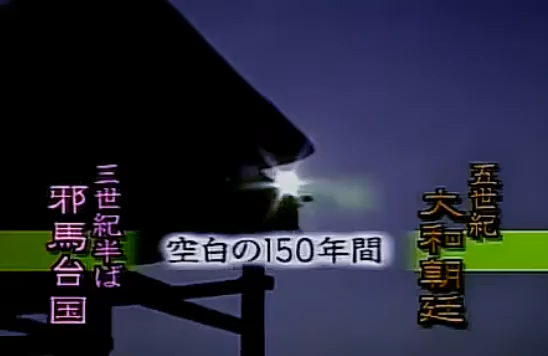 三世紀半ば
邪馬台国
空白の150年間
五世紀
大和朝廷